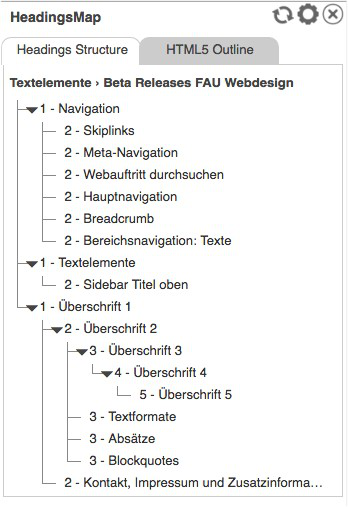 HeadingsMap
Headings Structure
HTML5 Outline
Textelemente › Beta Releases FAU Webdesign
1 - Navigation
2 - Skiplinks
2 - Meta-Navigation
2 - Webauftritt durchsuchen
2 - Hauptnavigation
2 - Breadcrumb
2 - Bereichsnavigation: Texte
1 - Textelemente
2 - Sidebar Titel oben
1 - Überschrift 1
2 - Überschrift 2
3 - Überschrift 3
4 - Überschrift 4
5 - Überschrift 5
3 - Textformate
3 - Absätze
3 - Blockquotes
2 - Kontakt, Impressum und Zusatzinforma…